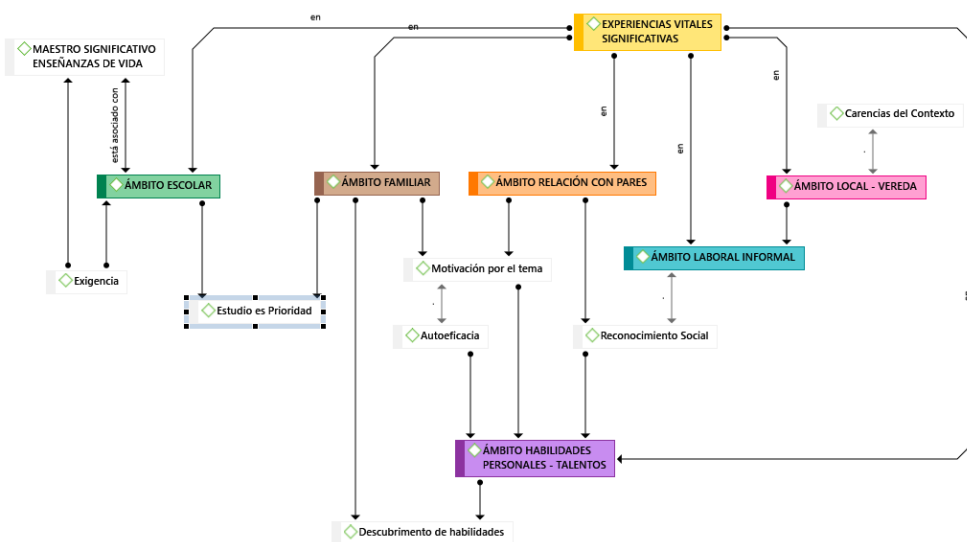 en
EXPERIENCIAS VITALES
SIGNIFICATIVAS
en
MAESTRO SIGNIFICATIVO
ENSEÑANZAS DE VIDA
en
está asociado con
en
en
Carencias del Contexto
ÁMBITO ESCOLAR
ÁMBITO FAMILIAR
ÁMBITO RELACIÓN CON PARES
ÁMBITO LOCAL - VEREDA
ÁMBITO LABORAL INFORMAL
Motivación por el tema
Exigencia
Estudio es Prioridad
Autoeficacia
Reconocimiento Social
ÁMBITO HABILIDADES
PERSONALES - TALENTOS
Descubrimento de habilidades